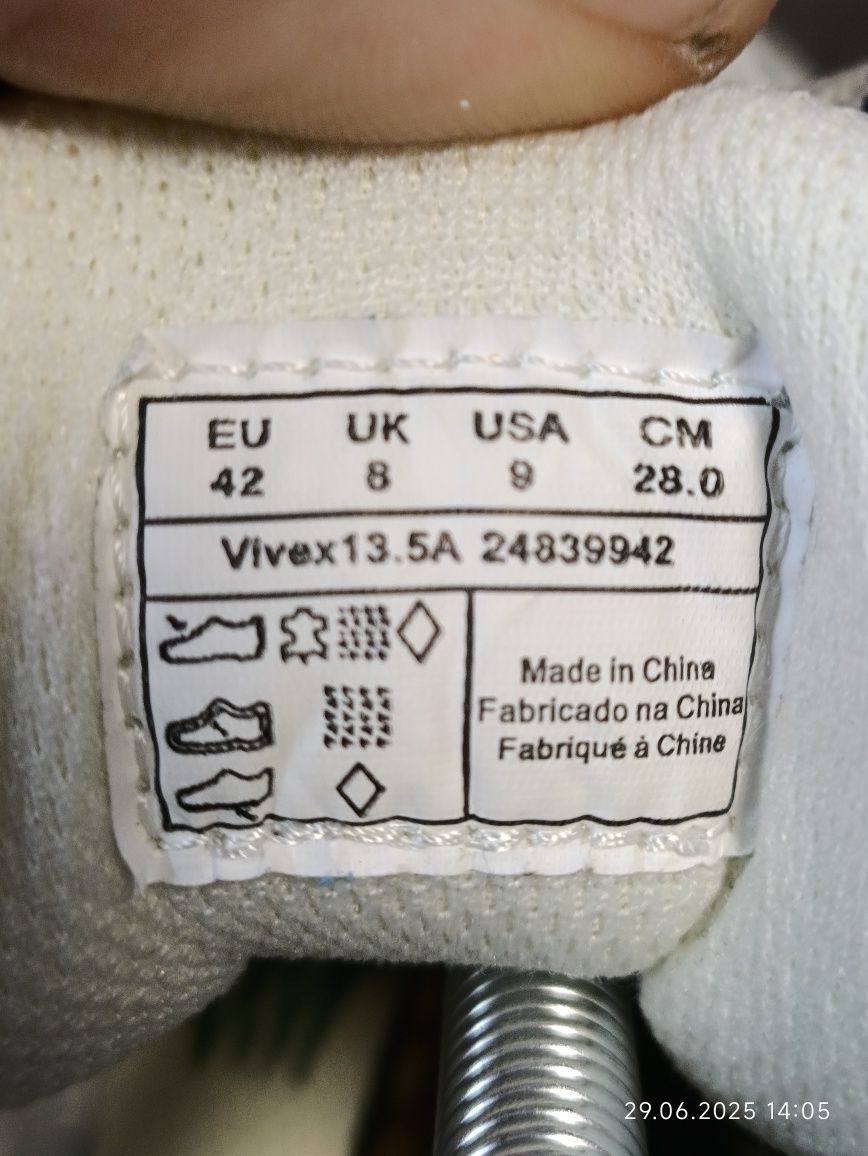 EU UK USA CM
42 8 9 28.0
Vivex13.5A 24839942
Made in China
Fabricado na China
Fabriqué à Chine
29.06.2025 14:05